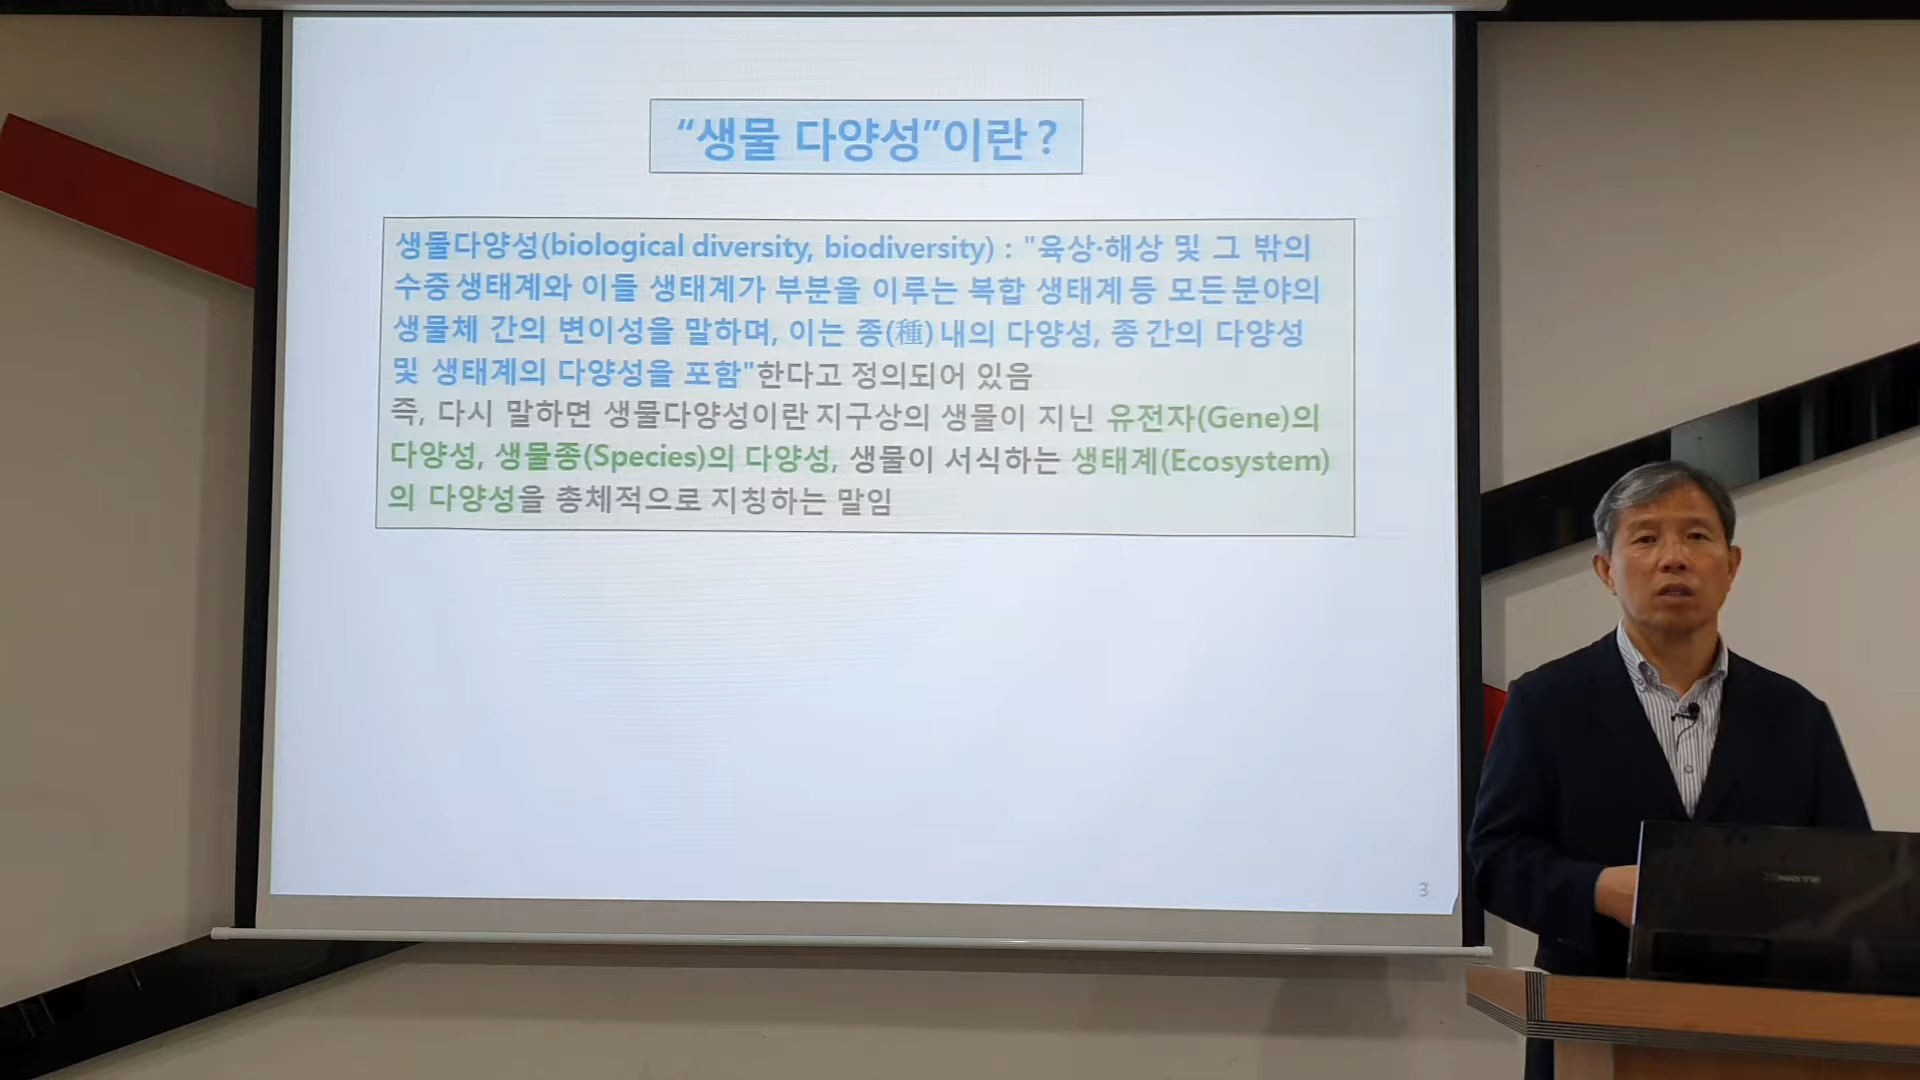 “생물 다양성”이란?
생물다양성(biological diversity, biodiversity) : "육상·해상 및 그 밖의
수중 생태계와 이들 생태계가 부분을 이루는 복합 생태계 등 모든 분야의
생물체 간의 변이성을 말하며, 이는 종(種) 내의 다양성, 종 간의 다양성
및 생태계의 다양성을 포함"한다고 정의되어 있음
즉, 다시 말하면 생물다양성이란 지구상의 생물이 지닌 유전자(Gene)의
다양성, 생물종(Species)의 다양성, 생물이 서식하는 생태계(Ecosystem)
의 다양성을 총체적으로 지칭하는 말임
3